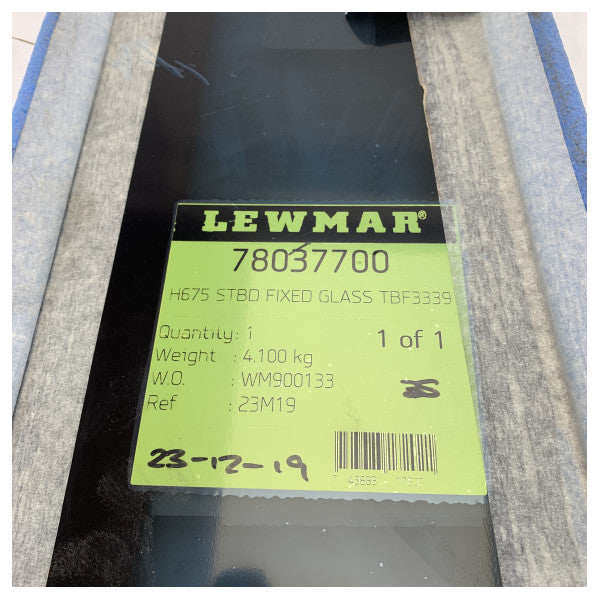 LEWMAR®
78037700
H675 STBD FIXED GLASS TBF3339
Quantity: 1
1 of 1
Weight : 4.100 kg
W.O. : WM900133
Ref : 23M19
23-12-19